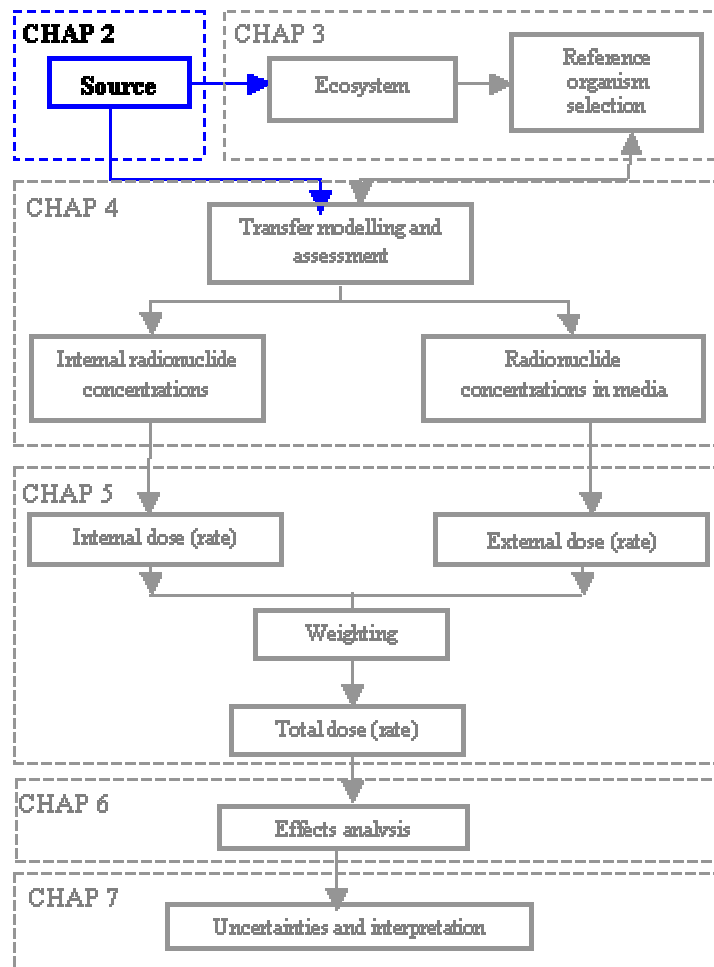 CHAP 2
Source
CHAP 3
Ecosystem
Reference
organism
selection
CHAP 4
Transfer modelling and
assessment
Internal radionuclide
concentrations
Radionuclide
concentrations in media
CHAP 5
Internal dose (rate)
External dose (rate)
Weighting
Total dose (rate)
CHAP 6
Effects analysis
CHAP 7
Uncertainties and interpretation